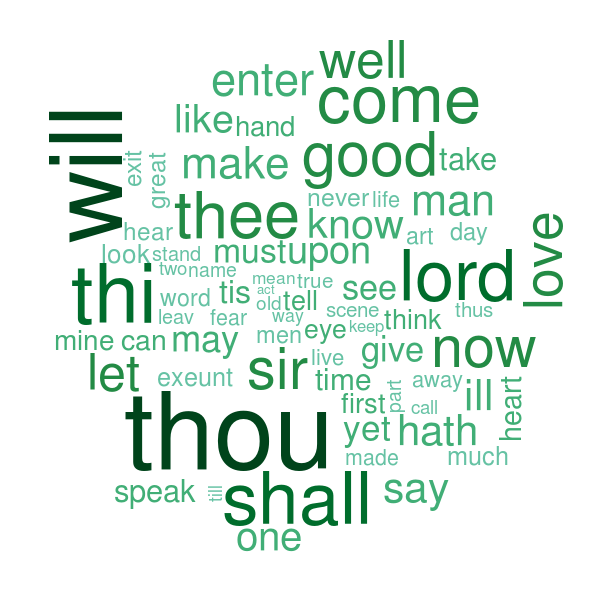 well
enter
come
like
hand
will
exit
great
make
good
take
never
life
man
thee
know
hear
art
day
love
look
stand
must
upon
two
name
lord
thi
word
tis
mean
true
see
act
old
tell
leav
fear
way
scene
keep
think
thus
mine
can
may
men
eye
give
now
let
exeunt
sir
live
time
part
away
ill
heart
first
call
thou
yet
hath
made
much
speak
till
shall
say
one